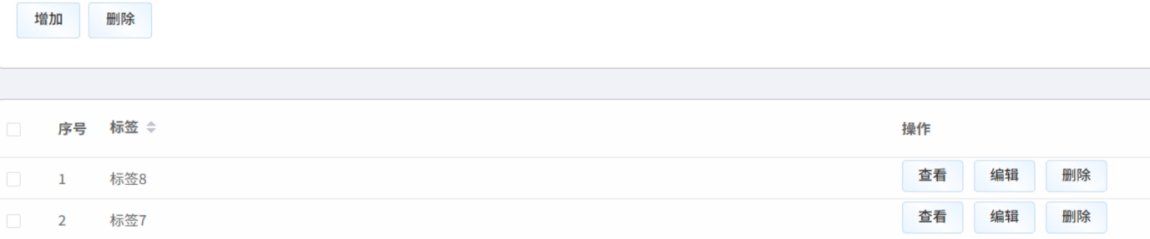 增加 删除
序号 标签 操作
1 标签8 查看 编辑 删除
2 标签7 查看 编辑 删除